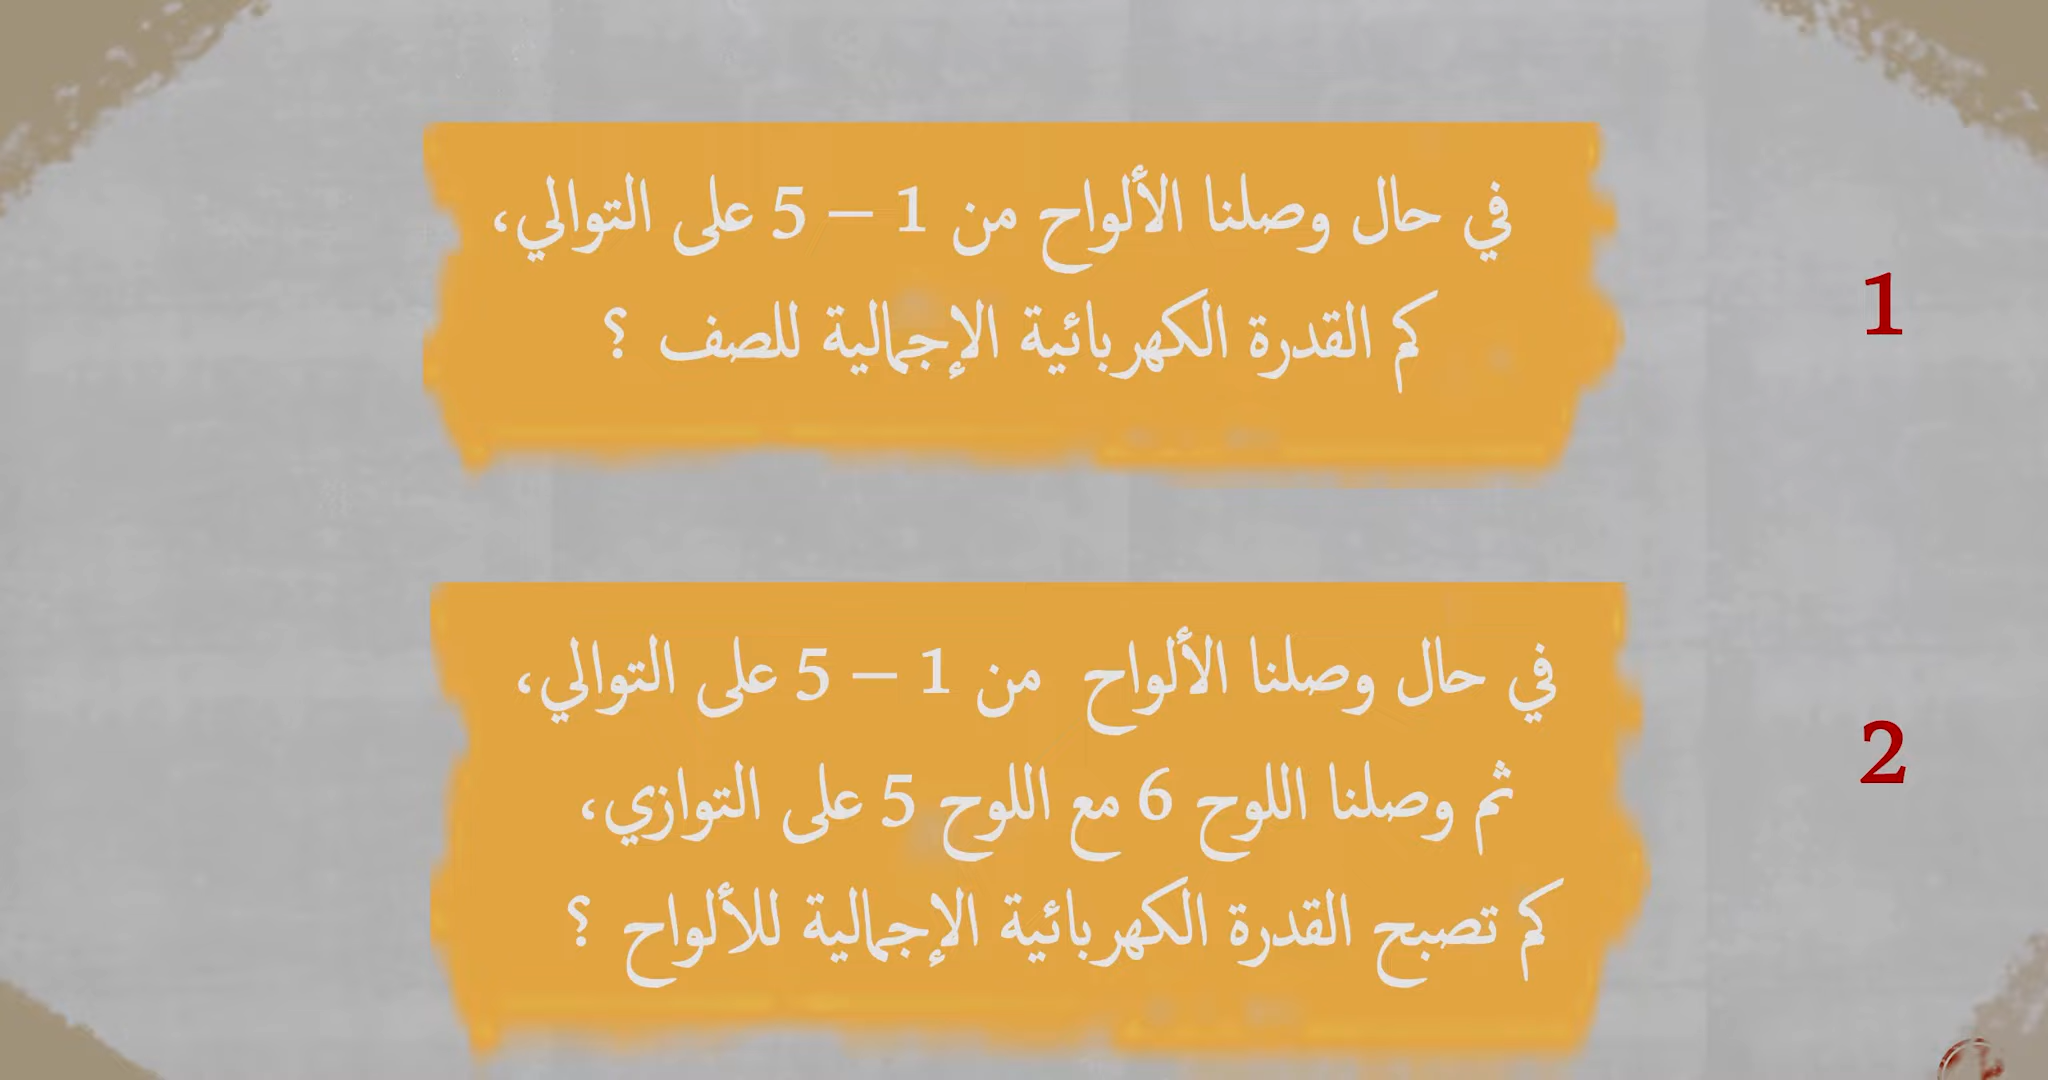 في حال وصلنا الألواح من 1 – 5 على التوالي،
كم القدرة الكهربائية الإجمالية للصف ؟
1
في حال وصلنا الألواح من 1 – 5 على التوالي،
ثم وصلنا اللوح 6 مع اللوح 5 على التوازي،
كم تصبح القدرة الكهربائية الإجمالية للألواح ؟
2